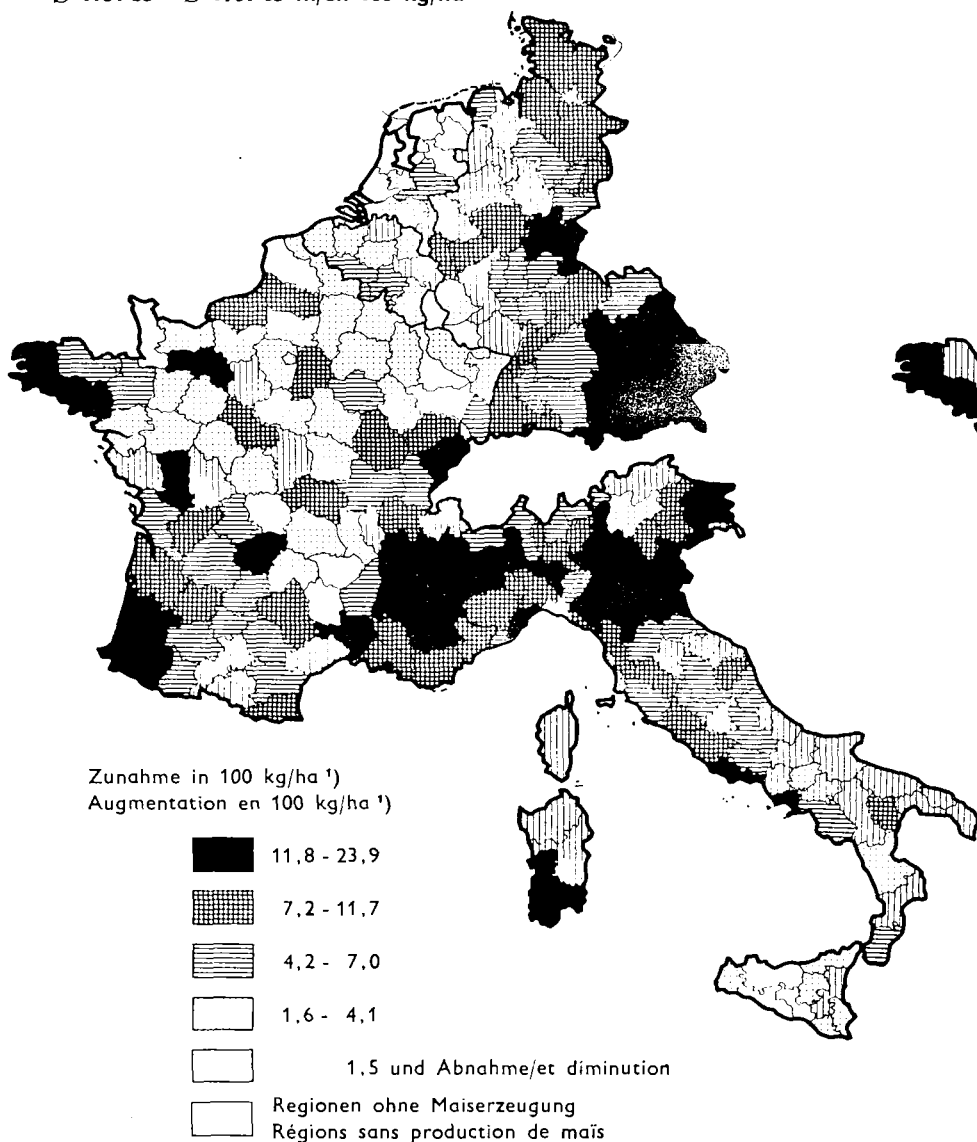 Zunahme in 100 kg/ha ¹)
Augmentation en 100 kg/ha ¹)
11,8 - 23,9
7,2 - 11,7
4,2 - 7,0
1,6 - 4,1
1,5 und Abnahme/et diminution
Regionen ohne Maiserzeugung
Régions sans production de maïs